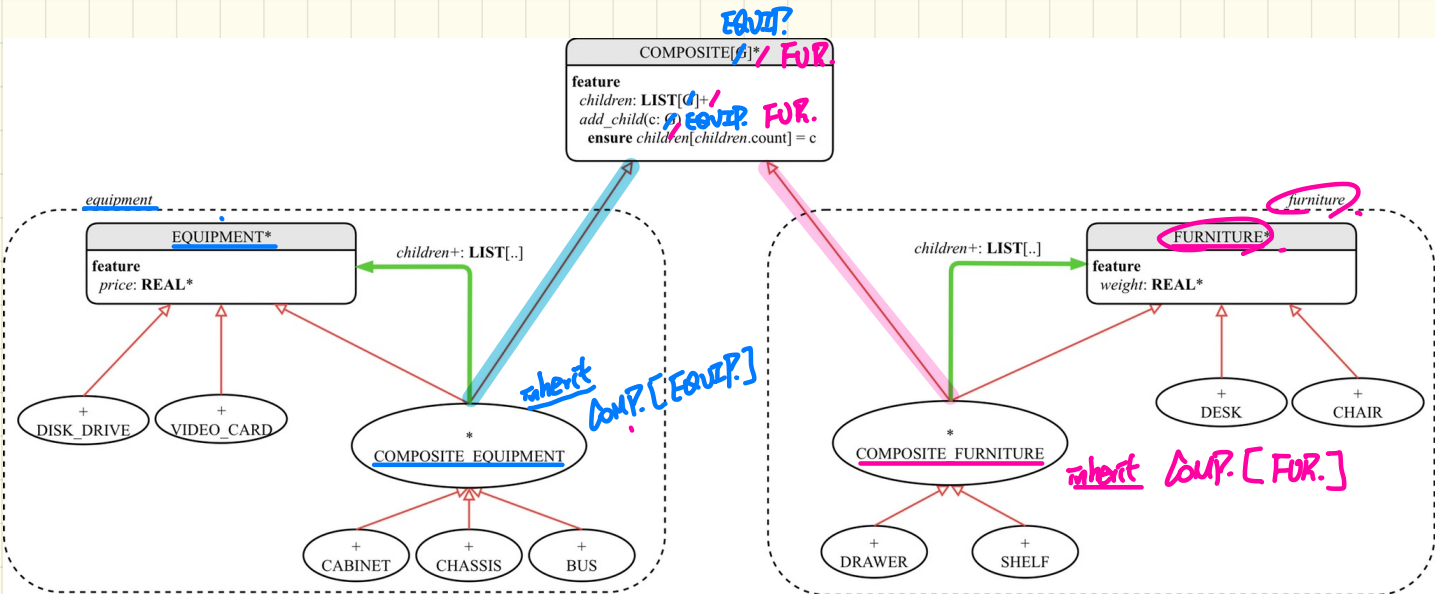 EQUIP.
COMPOSITE[G]* FUR.
feature
children: LIST[G]+
add_child(c: G) EQUIP. FUR.
ensure children[children.count] = c
equipment
EQUIPMENT*
feature
price: REAL*
children+: LIST[..]
+
DISK_DRIVE
+
VIDEO_CARD
*
COMPOSITE_EQUIPMENT
inherit
COMP. [EQUIP.]
+
CABINET
+
CHASSIS
+
BUS
furniture
FURNITURE*
feature
weight: REAL*
children+: LIST[..]
+
DESK
+
CHAIR
*
COMPOSITE_FURNITURE
inherit COMP. [FUR.]
+
DRAWER
+
SHELF